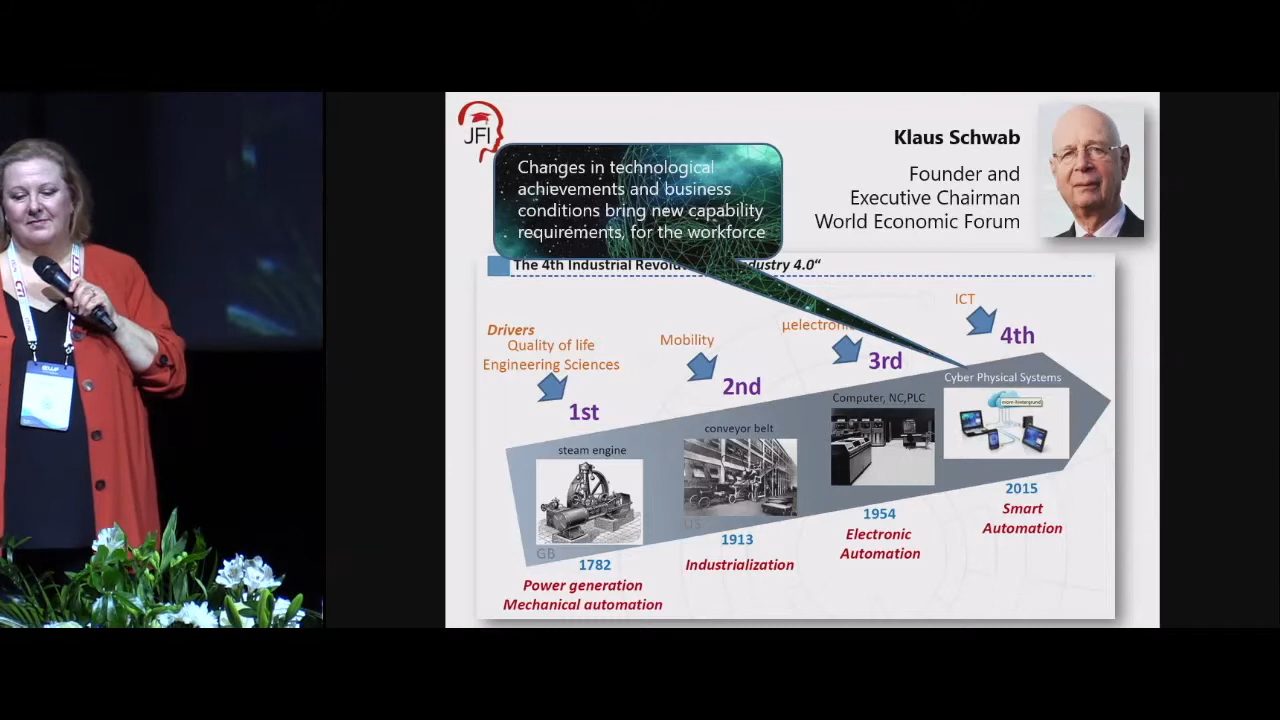 JFI
Klaus Schwab
Founder and
Executive Chairman
World Economic Forum
Changes in technological
achievements and business
conditions bring new capability
requirements, for the workforce
The 4th Industrial
Industry 4.0“
Drivers
Quality of life
Engineering Sciences
1st
Mobility
2nd
3rd
ICT
4th
steam engine
conveyor belt
Computer, NC,PLC
Cyber Physical Systems
GB
US
1782
Power generation
Mechanical automation
1913
Industrialization
1954
Electronic
Automation
2015
Smart
Automation